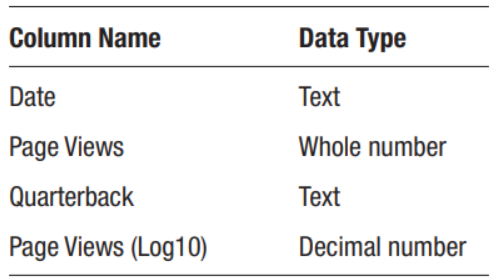 Column Name Data Type
Date Text
Page Views Whole number
Quarterback Text
Page Views (Log10) Decimal number